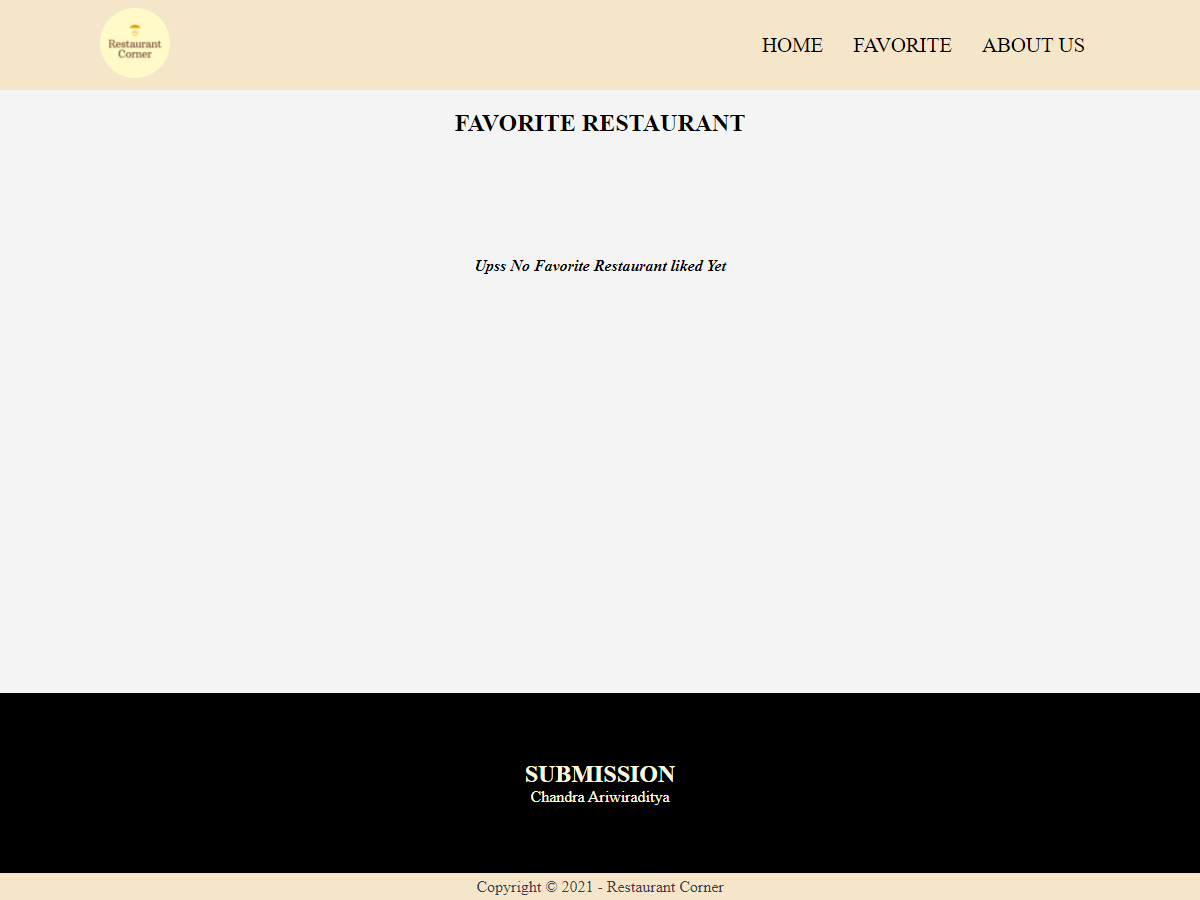 Restaurant
Corner
HOME FAVORITE ABOUT US
FAVORITE RESTAURANT
Upss No Favorite Restaurant liked Yet
SUBMISSION
Chandra Ariwiraditya
Copyright © 2021 - Restaurant Corner